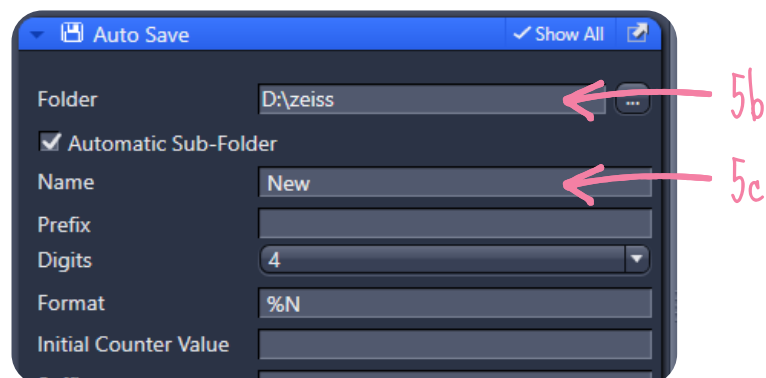 Auto Save
Show All
Folder D:\zeiss ... 5b
Automatic Sub-Folder
Name New 5c
Prefix
Digits 4
Format %N
Initial Counter Value